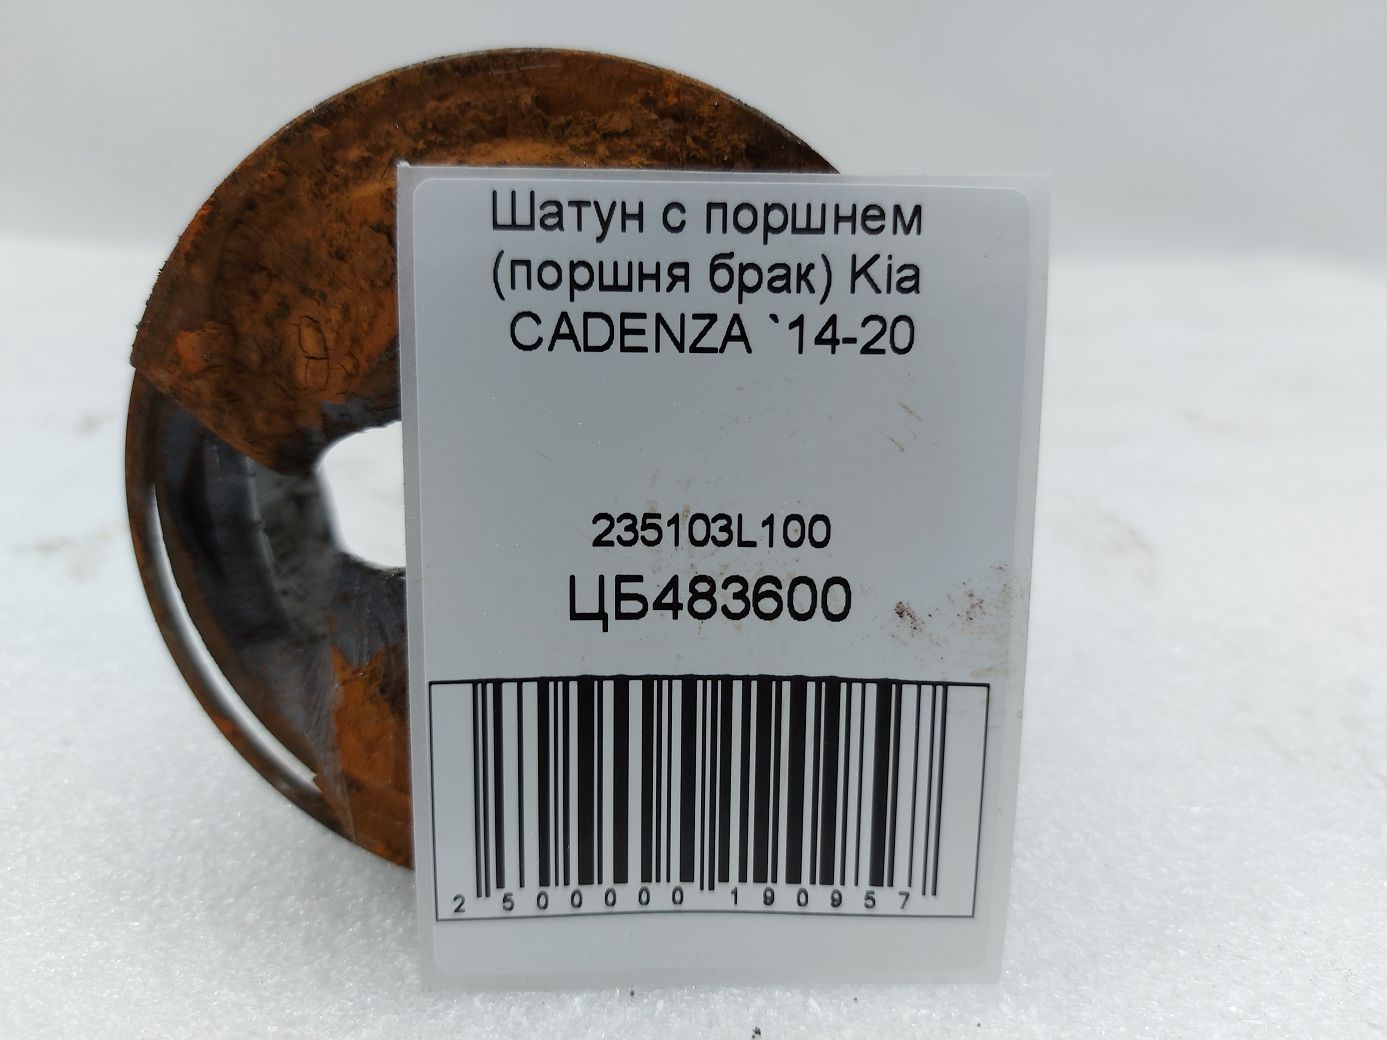 Шатун с поршнем
(поршня брак) Kia
CADENZA `14-20
235103L100
ЦБ483600
2 500000 190957